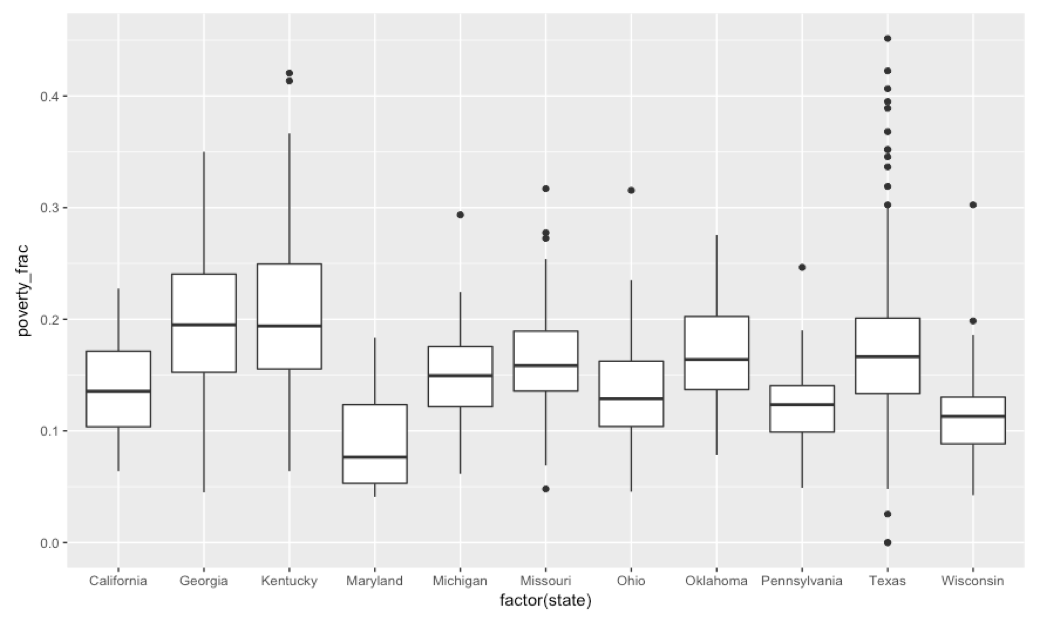 poverty_frac
0.4
0.3
0.2
0.1
0.0
California Georgia Kentucky Maryland Michigan Missouri Ohio Oklahoma Pennsylvania Texas Wisconsin
factor(state)